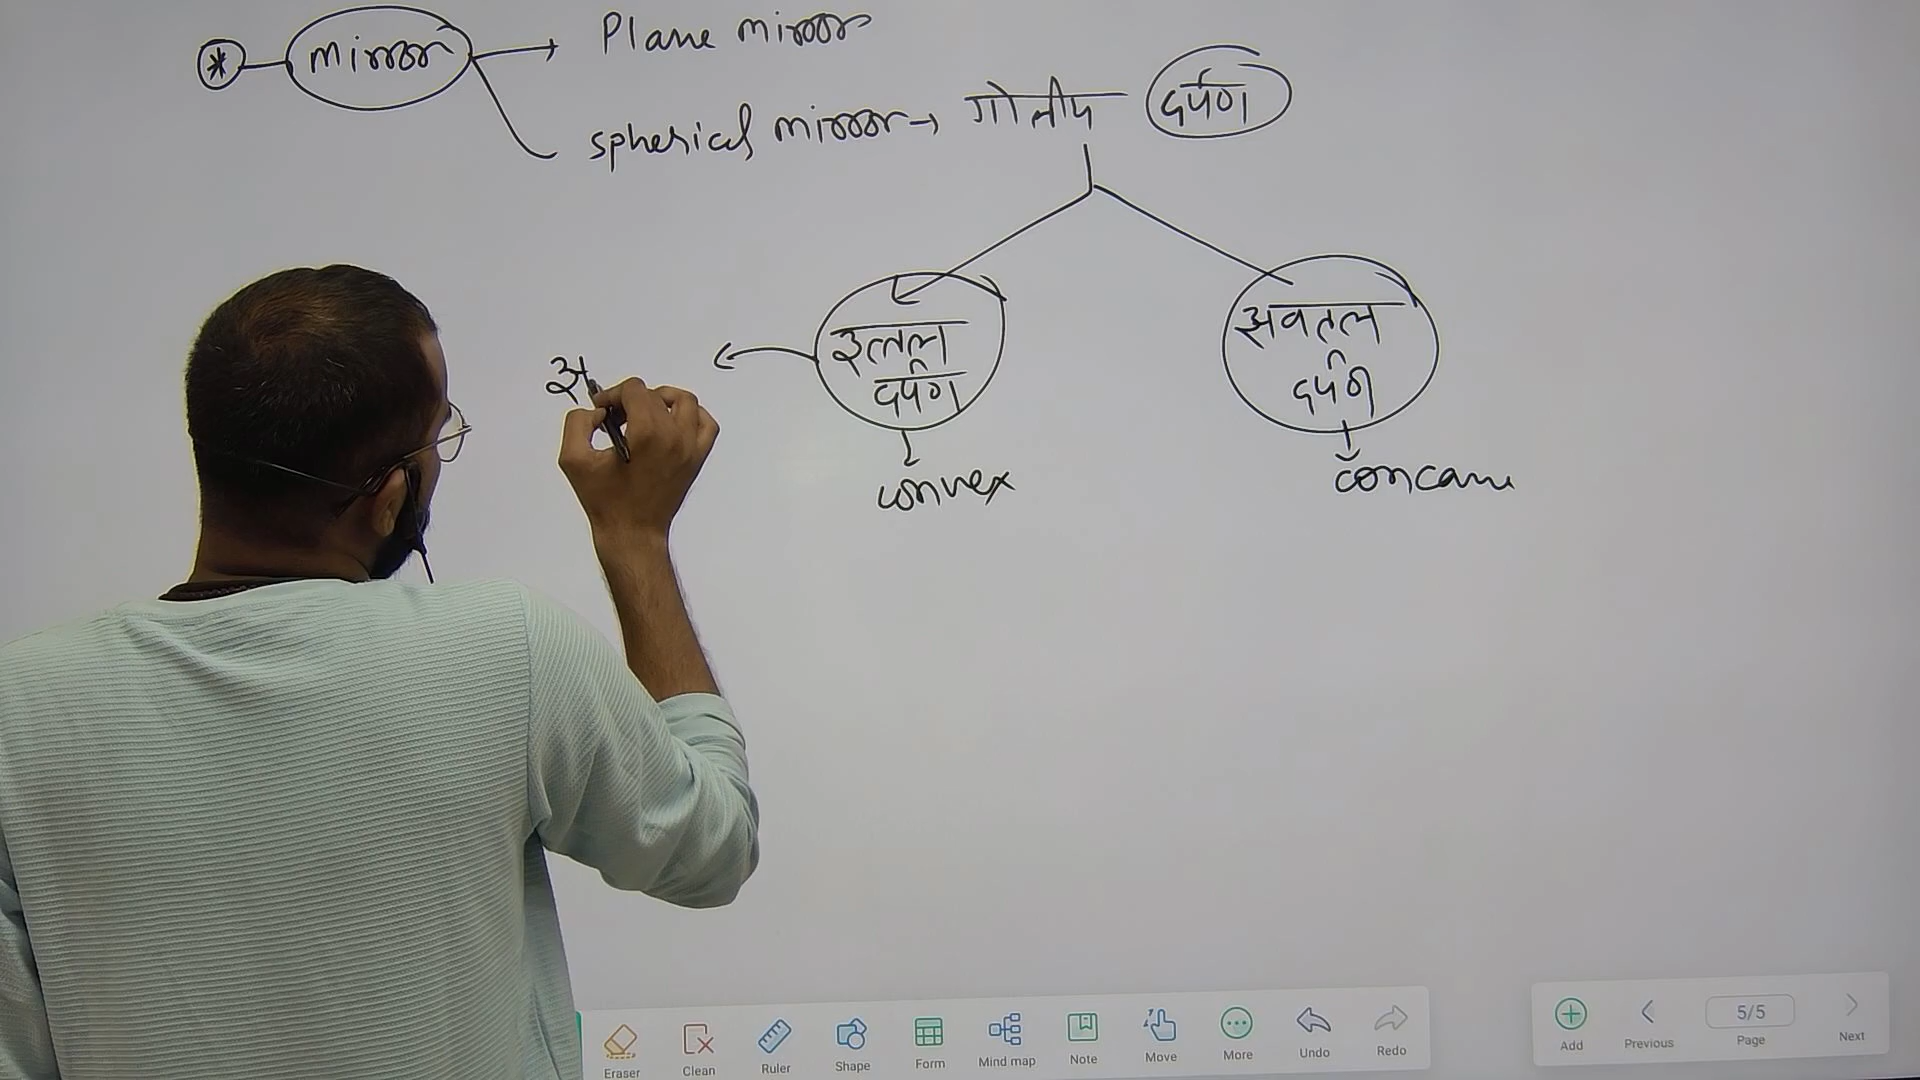 * mirror → Plane mirror
spherical mirror → गोलीय दर्पण
उत्तल
दर्पण
अवतल
दर्पण
अ
convex
concave
Eraser Clean Ruler Shape Form Mind map Note Move More Undo Redo
Add Previous 5/5 Page Next